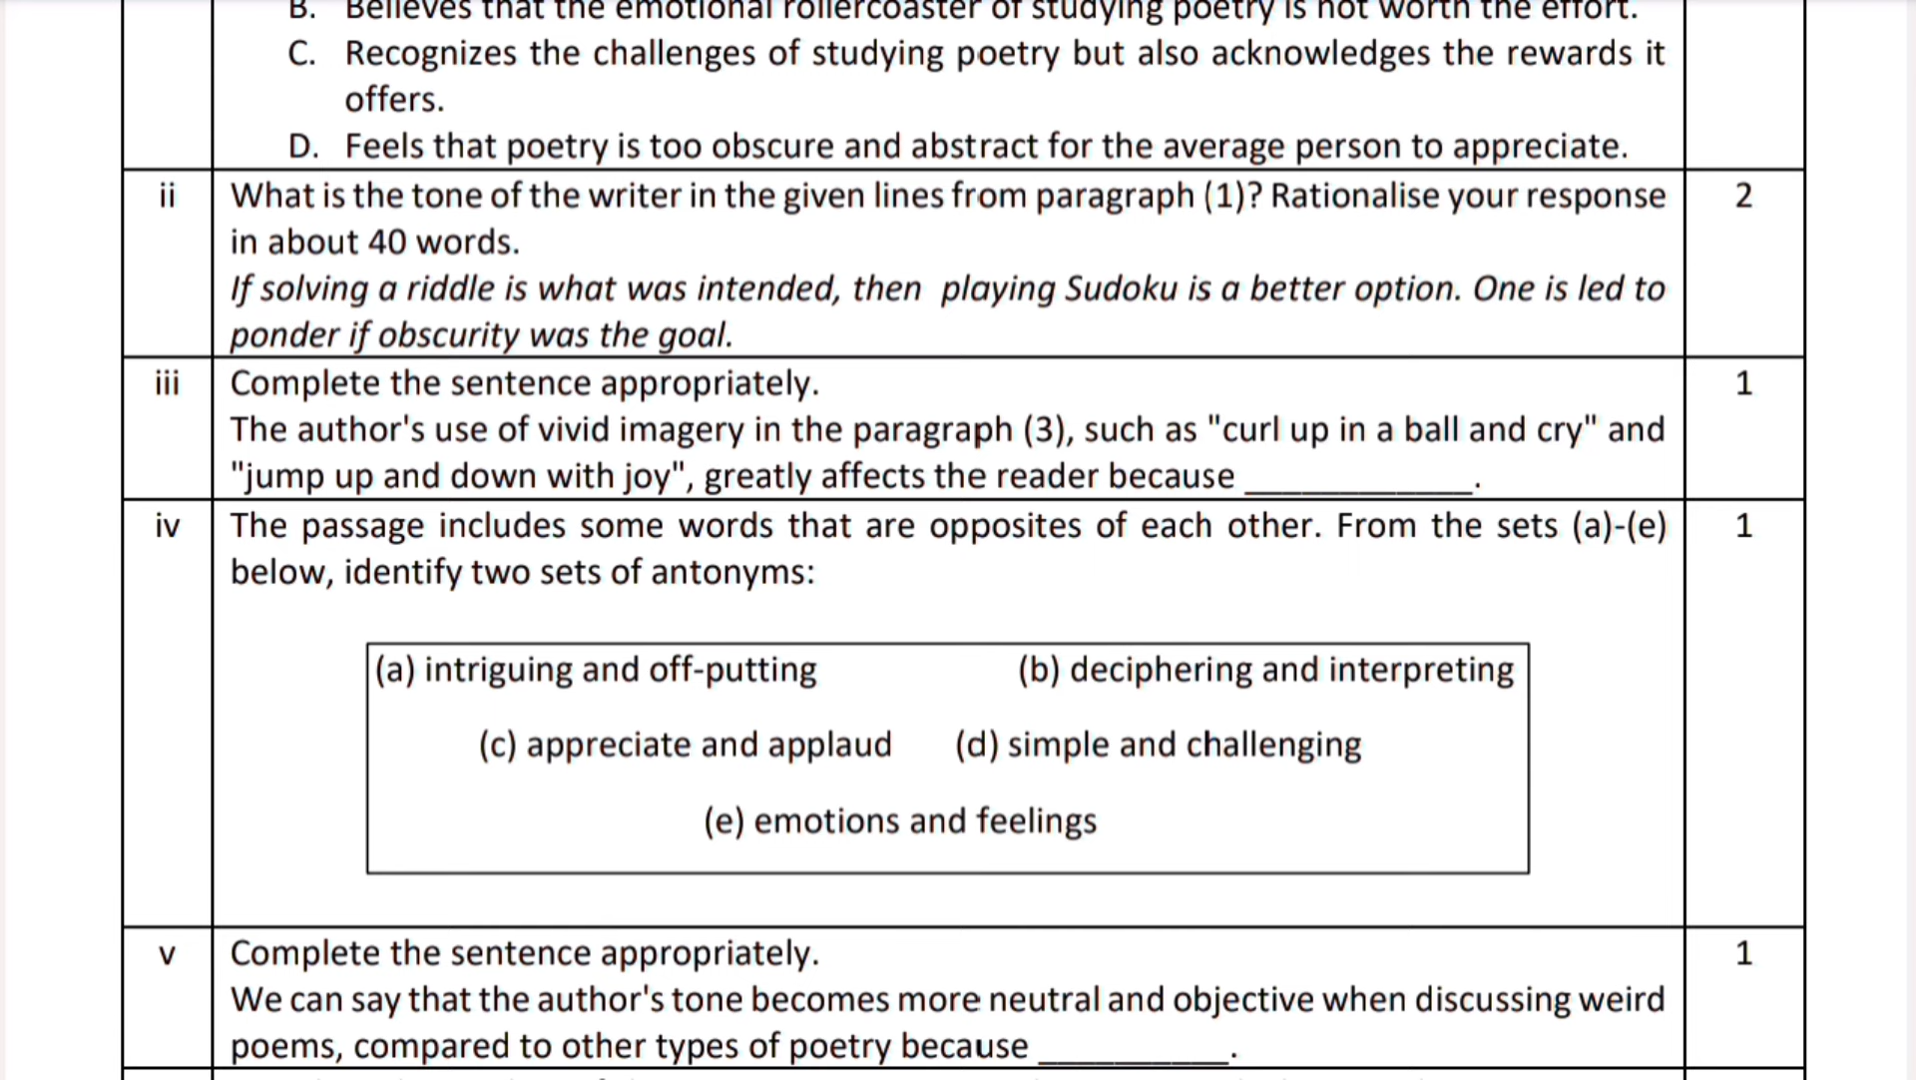 B. Believes that the emotional rollercoaster of studying poetry is not worth the effort.
C. Recognizes the challenges of studying poetry but also acknowledges the rewards it
offers.
D. Feels that poetry is too obscure and abstract for the average person to appreciate.
ii What is the tone of the writer in the given lines from paragraph (1)? Rationalise your response 2
in about 40 words.
If solving a riddle is what was intended, then playing Sudoku is a better option. One is led to
ponder if obscurity was the goal.
iii Complete the sentence appropriately. 1
The author's use of vivid imagery in the paragraph (3), such as "curl up in a ball and cry" and
"jump up and down with joy", greatly affects the reader because ____________.
iv The passage includes some words that are opposites of each other. From the sets (a)-(e) 1
below, identify two sets of antonyms:
(a) intriguing and off-putting (b) deciphering and interpreting
(c) appreciate and applaud (d) simple and challenging
(e) emotions and feelings
v Complete the sentence appropriately. 1
We can say that the author's tone becomes more neutral and objective when discussing weird
poems, compared to other types of poetry because __________.